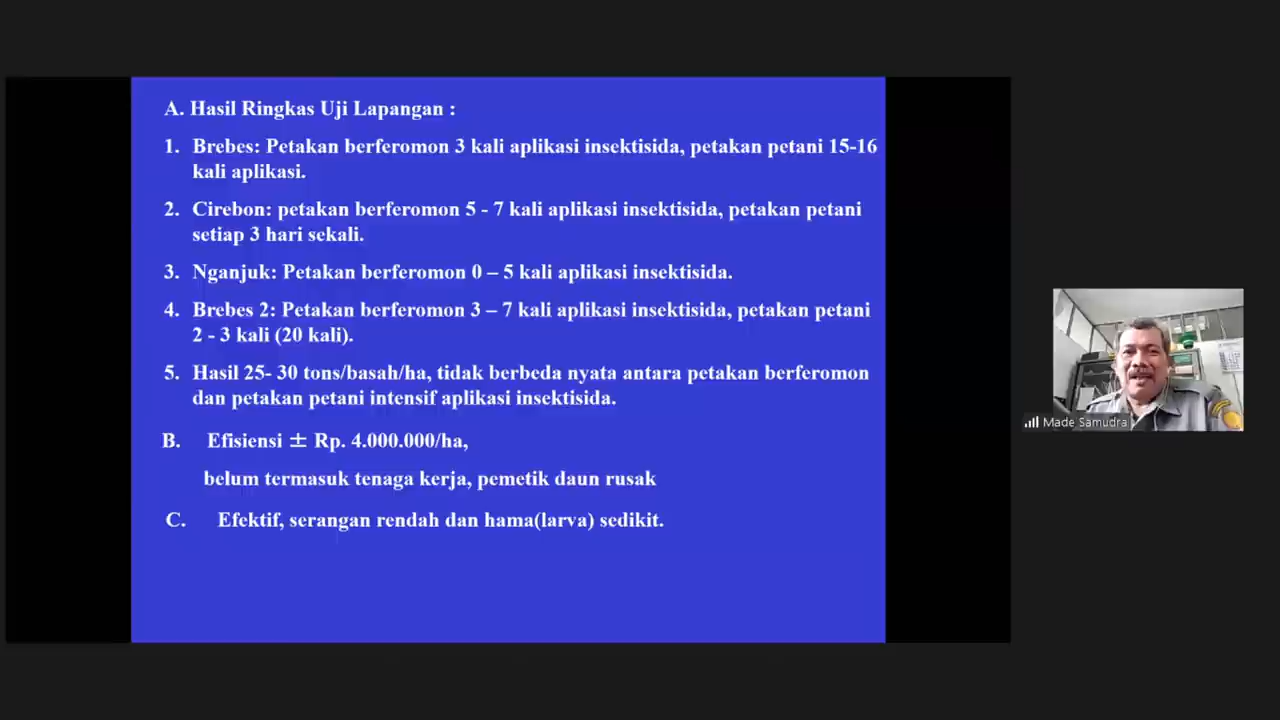 A. Hasil Ringkas Uji Lapangan :
1. Brebes: Petakan berferomon 3 kali aplikasi insektisida, petakan petani 15-16
kali aplikasi.
2. Cirebon: petakan berferomon 5 - 7 kali aplikasi insektisida, petakan petani
setiap 3 hari sekali.
3. Nganjuk: Petakan berferomon 0 – 5 kali aplikasi insektisida.
4. Brebes 2: Petakan berferomon 3 – 7 kali aplikasi insektisida, petakan petani
2 - 3 kali (20 kali).
5. Hasil 25- 30 tons/basah/ha, tidak berbeda nyata antara petakan berferomon
dan petakan petani intensif aplikasi insektisida.
B. Efisiensi ± Rp. 4.000.000/ha,
belum termasuk tenaga kerja, pemetik daun rusak
C. Efektif, serangan rendah dan hama(larva) sedikit.
Made Samudra